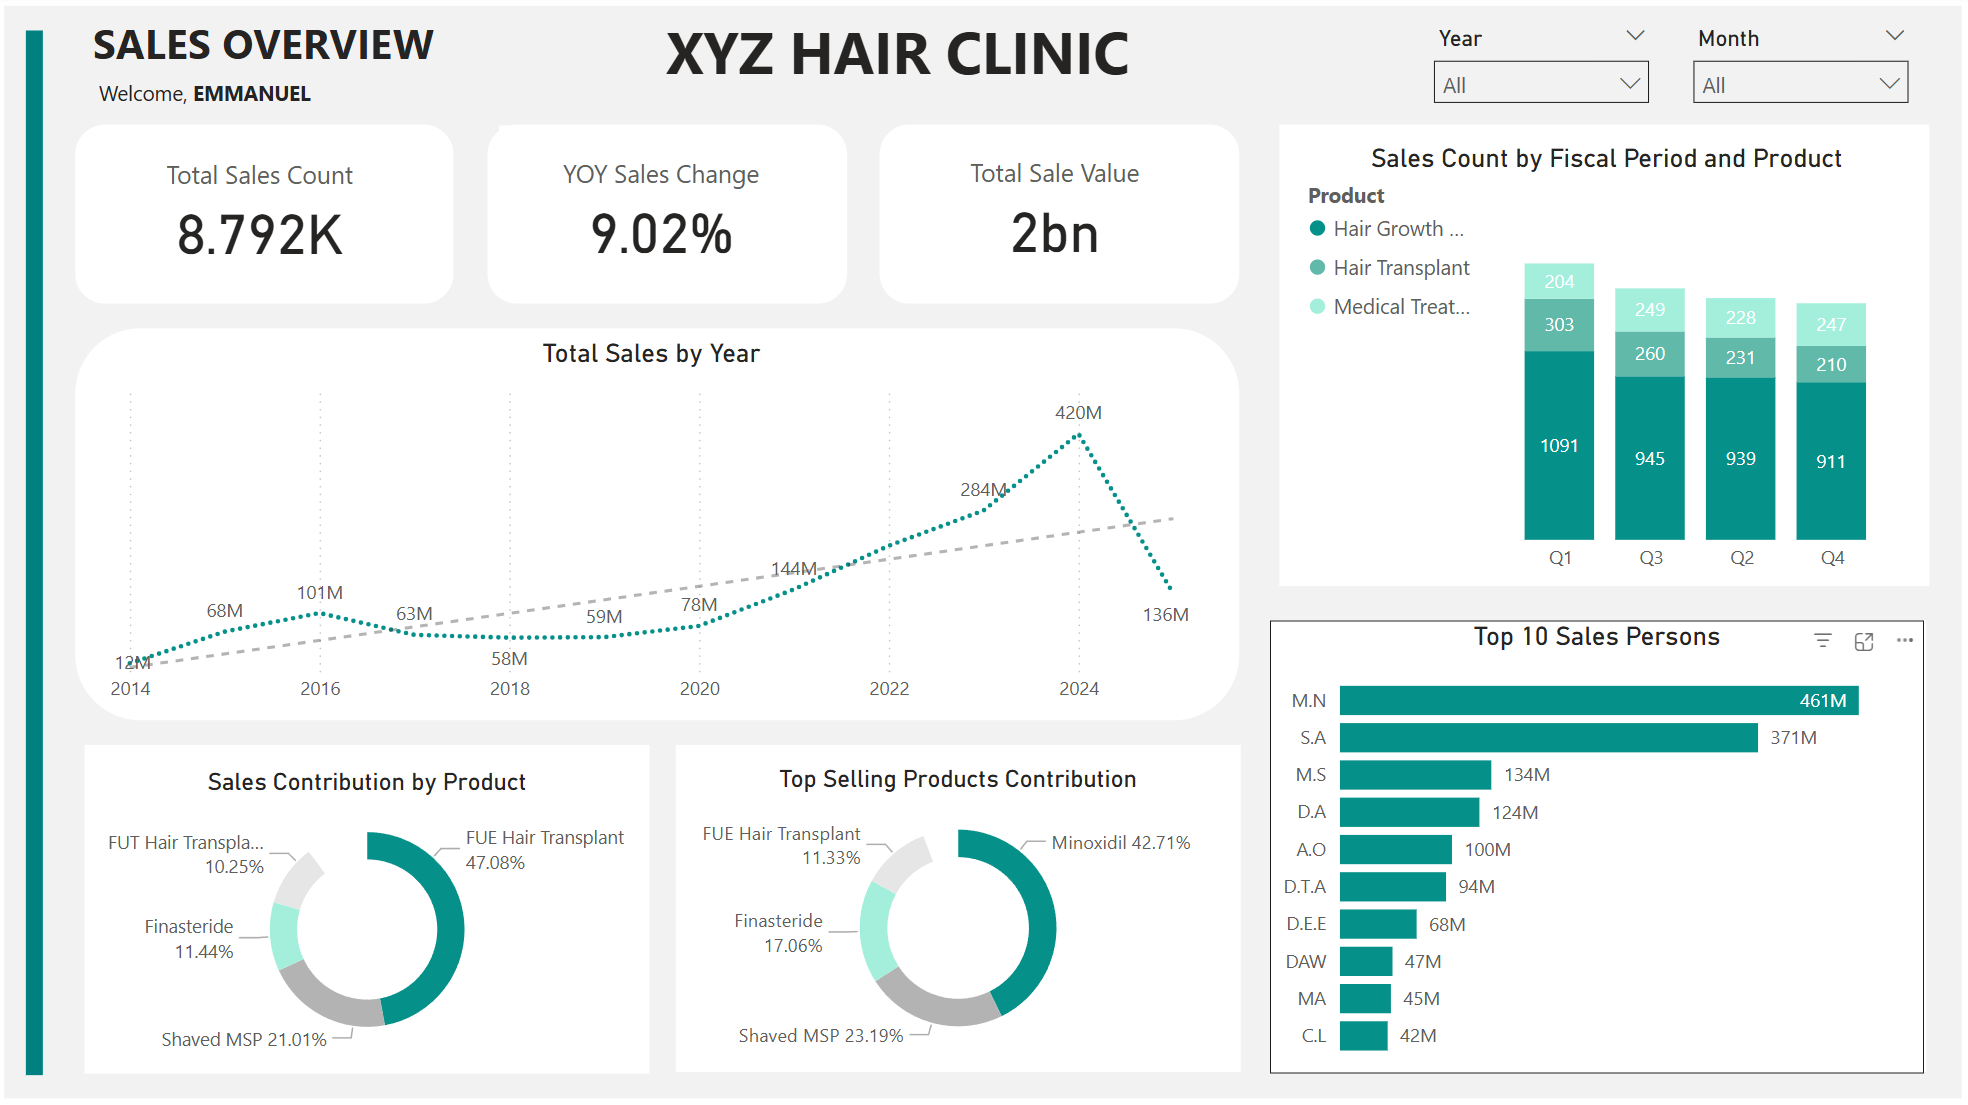 SALES OVERVIEW
Welcome, EMMANUEL
XYZ HAIR CLINIC
Year
All
Month
All
Total Sales Count
8.792K
YOY Sales Change
9.02%
Total Sale Value
2bn
Total Sales by Year
12M
68M
101M
63M
58M
59M
78M
144M
284M
420M
136M
2014
2016
2018
2020
2022
2024
Sales Count by Fiscal Period and Product
Product
Hair Growth ...
Hair Transplant
Medical Treat...
204
303
1091
249
260
945
228
231
939
247
210
911
Q1
Q3
Q2
Q4
Sales Contribution by Product
FUT Hair Transpla...
10.25%
FUE Hair Transplant
47.08%
Finasteride
11.44%
Shaved MSP 21.01%
Top Selling Products Contribution
FUE Hair Transplant
11.33%
Minoxidil 42.71%
Finasteride
17.06%
Shaved MSP 23.19%
Top 10 Sales Persons
M.N 461M
S.A 371M
M.S 134M
D.A 124M
A.O 100M
D.T.A 94M
D.E.E 68M
DAW 47M
MA 45M
C.L 42M